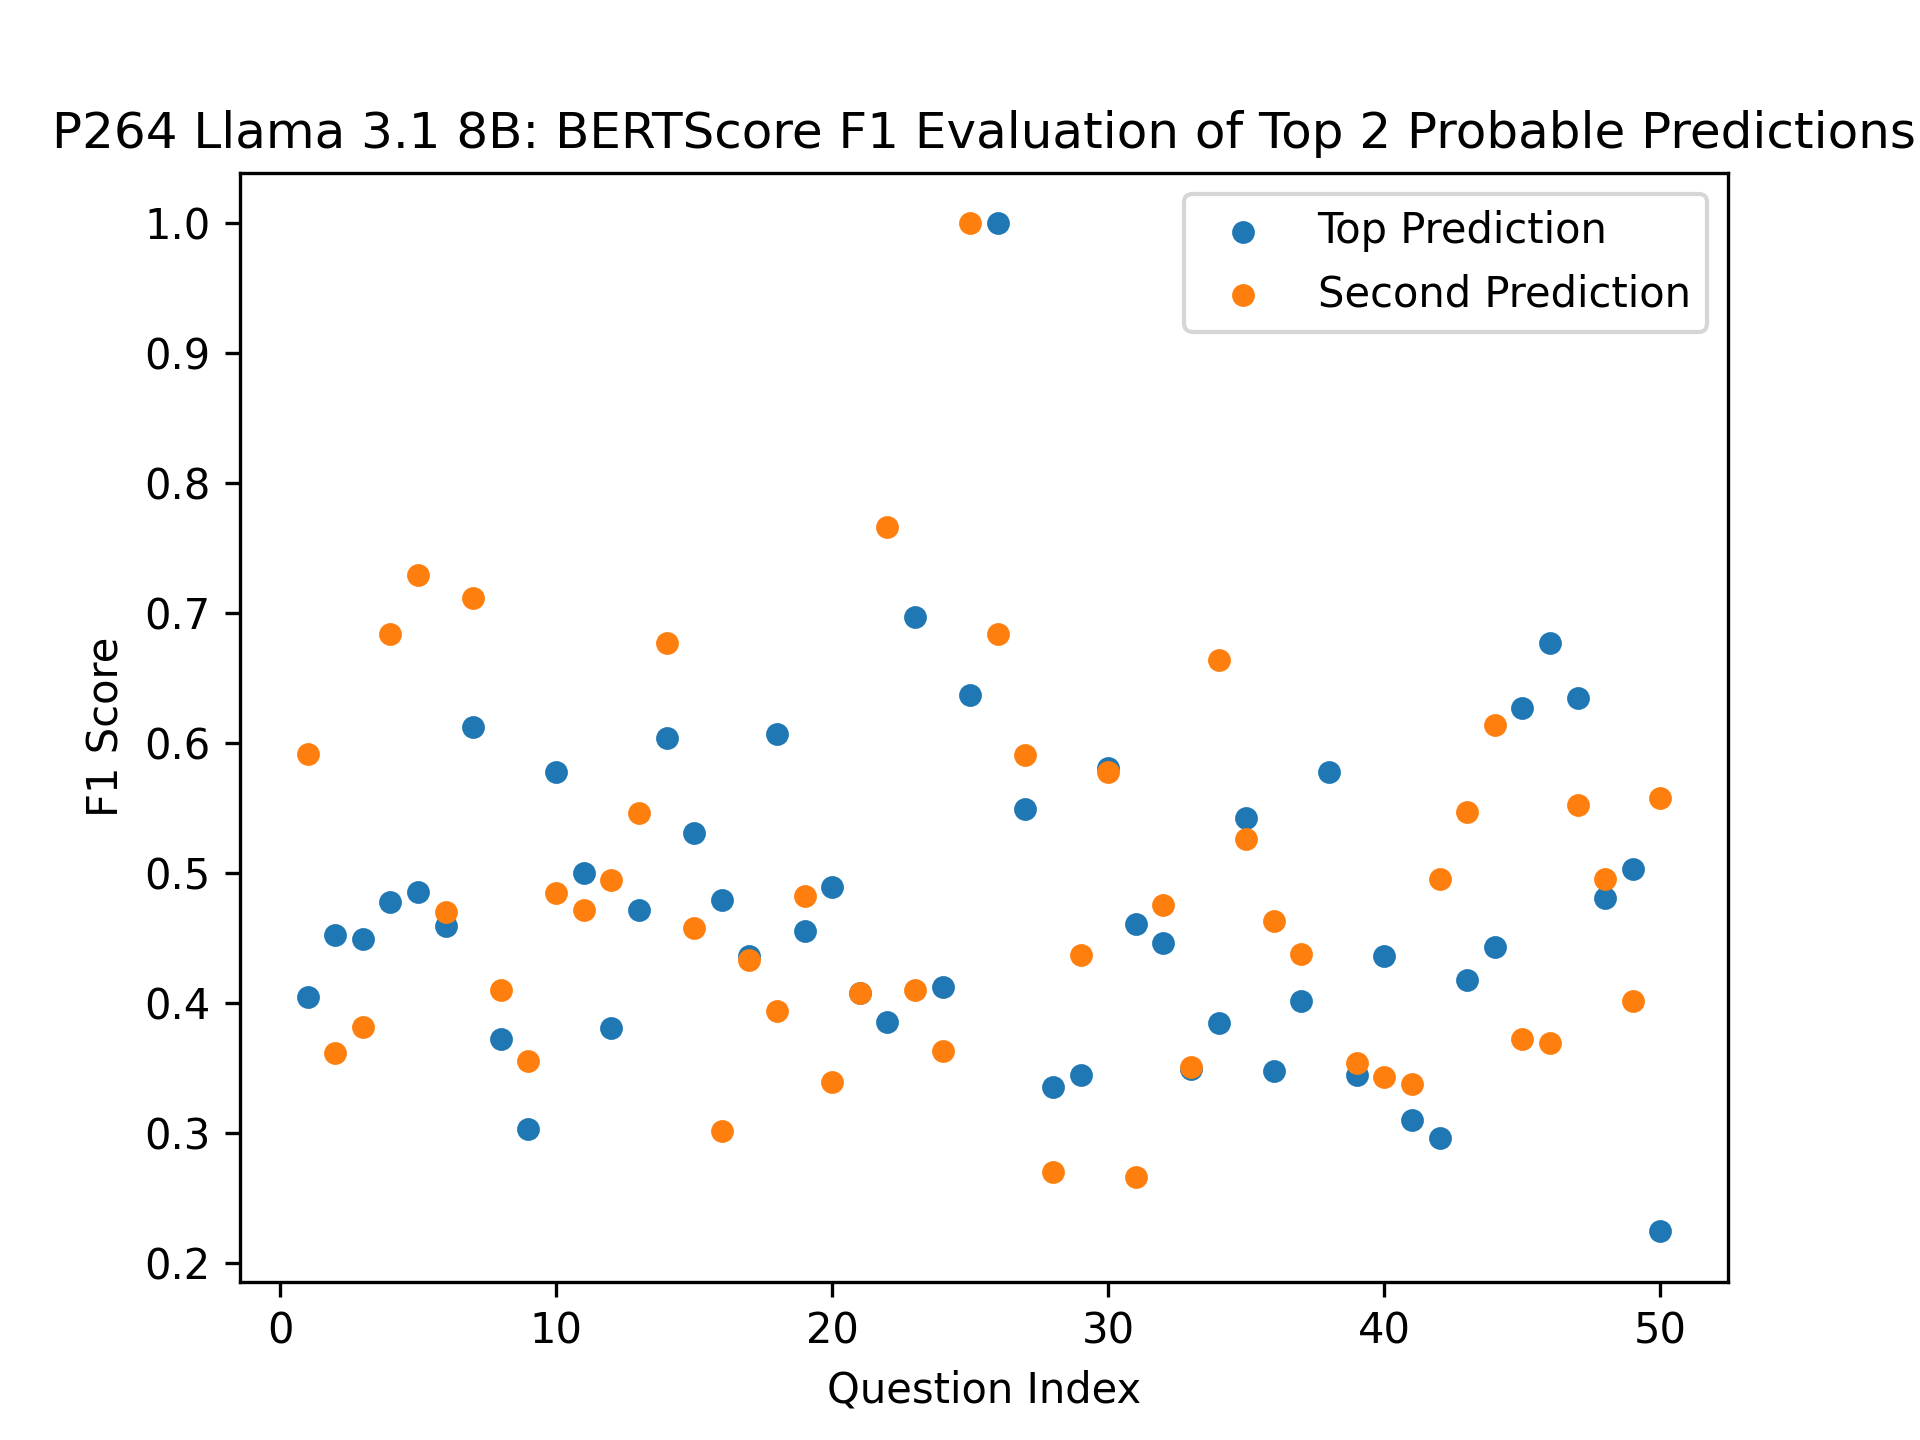 P264 Llama 3.1 8B: BERTScore F1 Evaluation of Top 2 Probable Predictions
Top Prediction
Second Prediction
1.0
0.9
0.8
0.7
0.6
0.5
0.4
0.3
0.2
F1 Score
0 10 20 30 40 50
Question Index